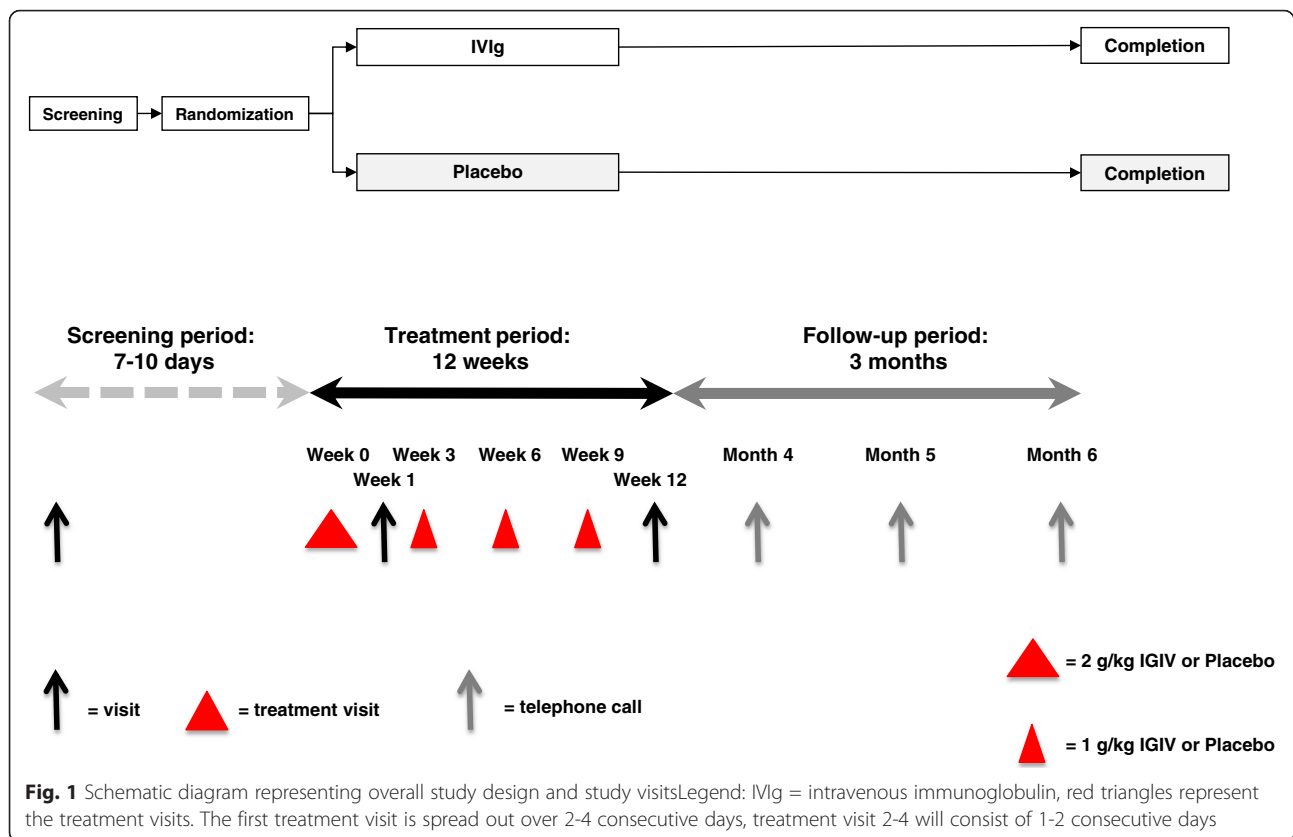 IVIg
Completion
Screening
Randomization
Placebo
Completion
Screening period:
7-10 days
Treatment period:
12 weeks
Follow-up period:
3 months
Week 0
Week 3
Week 6
Week 9
Month 4
Month 5
Month 6
Week 1
Week 12
= 2 g/kg IGIV or Placebo
= visit
= treatment visit
= telephone call
= 1 g/kg IGIV or Placebo
Fig. 1 Schematic diagram representing overall study design and study visitsLegend: IVIg = intravenous immunoglobulin, red triangles represent
the treatment visits. The first treatment visit is spread out over 2-4 consecutive days, treatment visit 2-4 will consist of 1-2 consecutive days